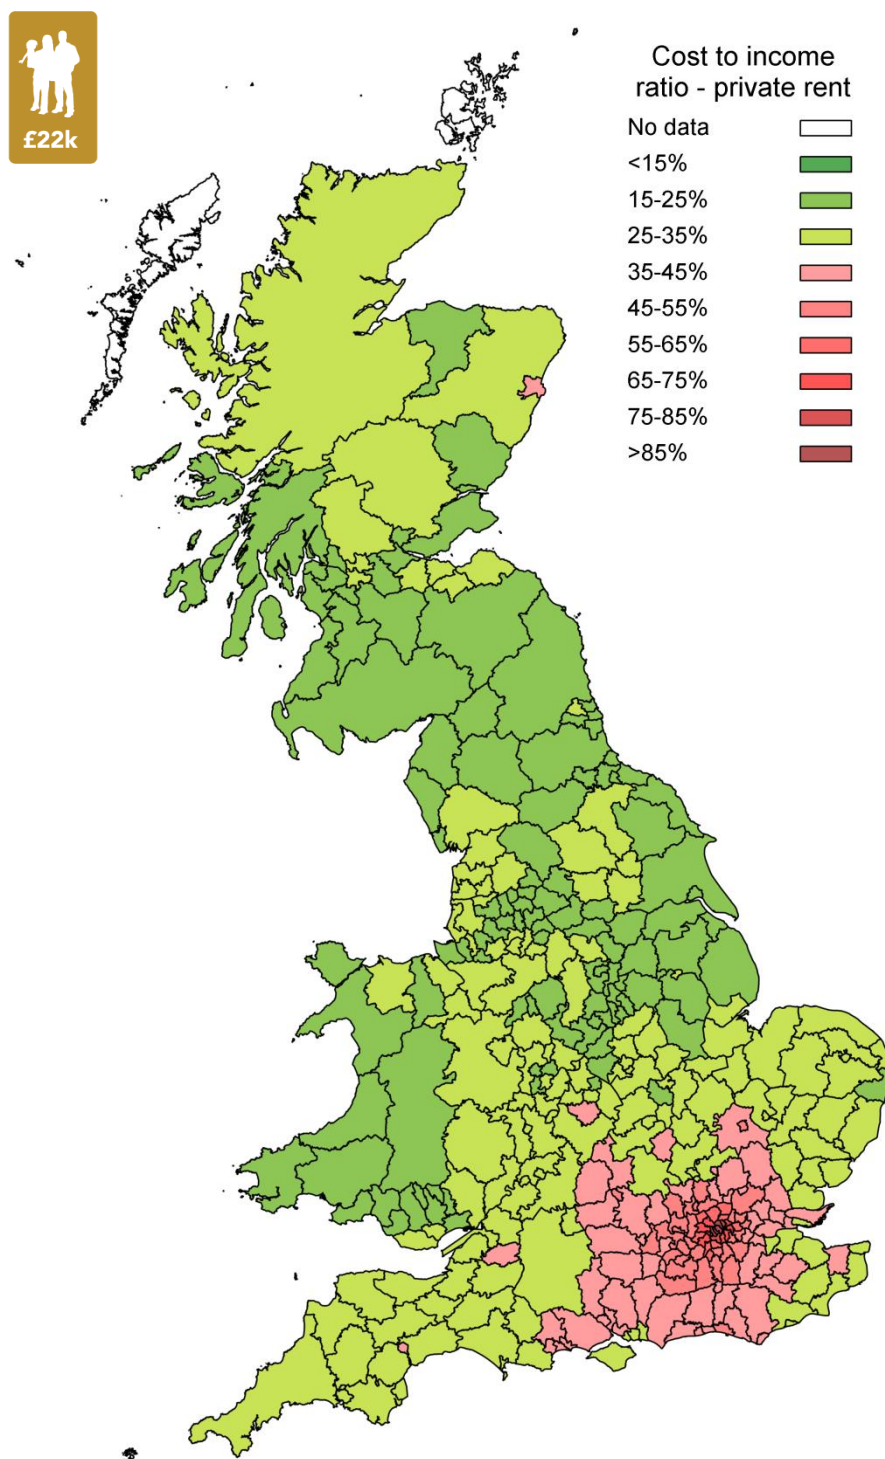 £22k
Cost to income
ratio - private rent
No data
<15%
15-25%
25-35%
35-45%
45-55%
55-65%
65-75%
75-85%
>85%